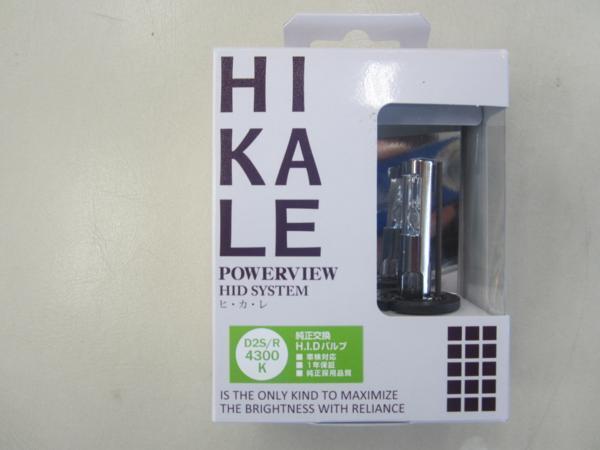 HI
KA
LE
POWERVIEW
HID SYSTEM
ヒ・カ・レ
D2S/R
4300
K
純正交換
H.I.Dバルブ
■ 車検対応
■ 1年保証
■ 純正採用品質
IS THE ONLY KIND TO MAXIMIZE
THE BRIGHTNESS WITH RELIANCE